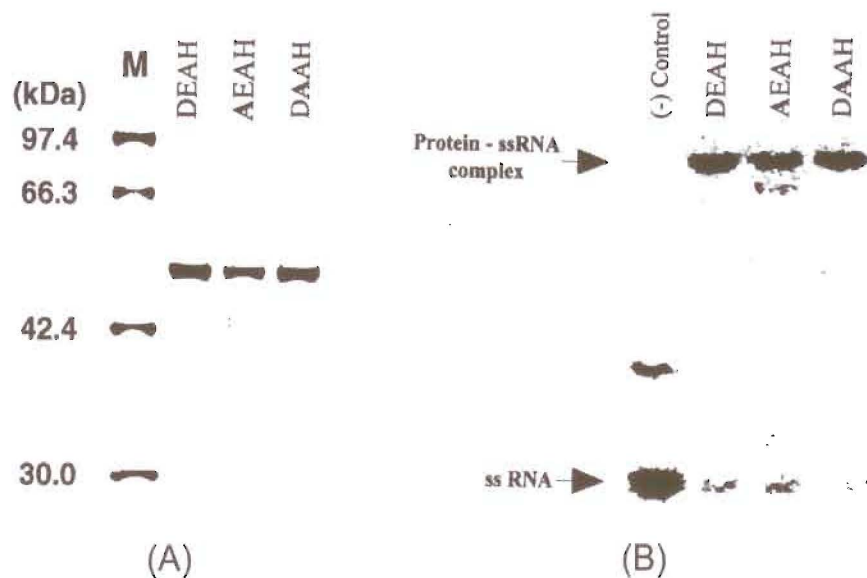 M
(kDa)
97.4
66.3
42.4
30.0
DEAH
AEAH
DAAH
(A)
(-) Control
DEAH
AEAH
DAAH
Protein - ssRNA
complex
ss RNA
(B)